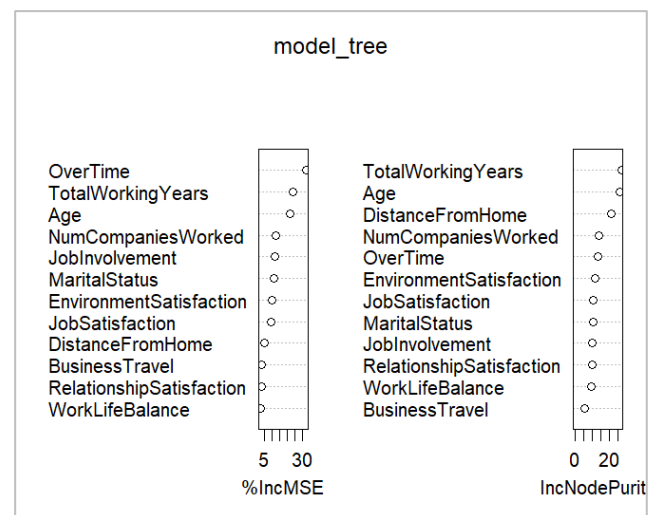 model_tree
OverTime
TotalWorkingYears
Age
NumCompaniesWorked
JobInvolvement
MaritalStatus
EnvironmentSatisfaction
JobSatisfaction
DistanceFromHome
BusinessTravel
RelationshipSatisfaction
WorkLifeBalance
5 30
%IncMSE
TotalWorkingYears
Age
DistanceFromHome
NumCompaniesWorked
OverTime
EnvironmentSatisfaction
JobSatisfaction
MaritalStatus
JobInvolvement
RelationshipSatisfaction
WorkLifeBalance
BusinessTravel
0 20
IncNodePurit